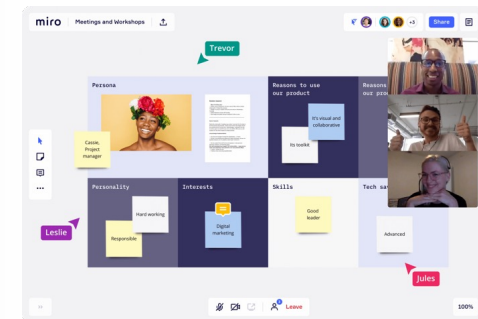 miro
Meetings and Workshops
+3
Share
Trevor
Persona
Reasons to use
our product
Reasons
our pro
It's visual and
collaborative
Its toolkit
Cassie,
Project
manager
Personality
Interests
Skills
Tech sa
Hard working
Responsible
Digital
marketing
Good
leader
Advanced
Leslie
Jules
Leave
100%